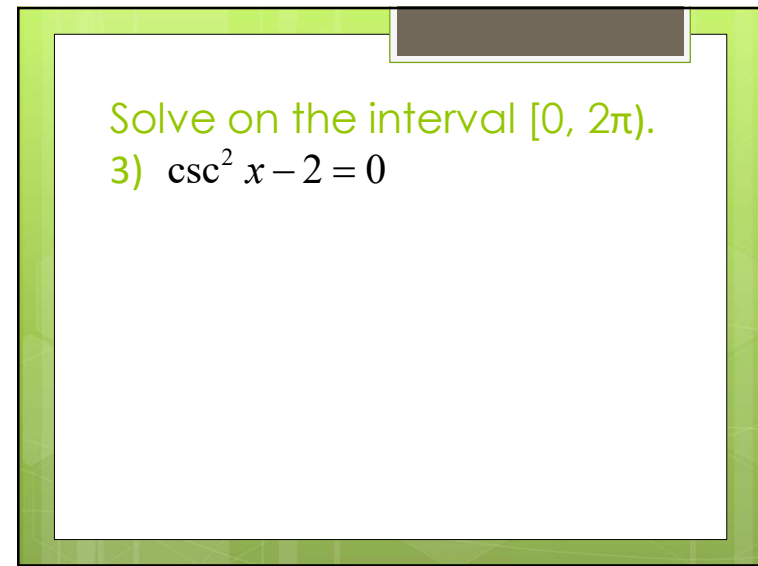 Solve on the interval [0, 2π).
3) csc² x − 2 = 0